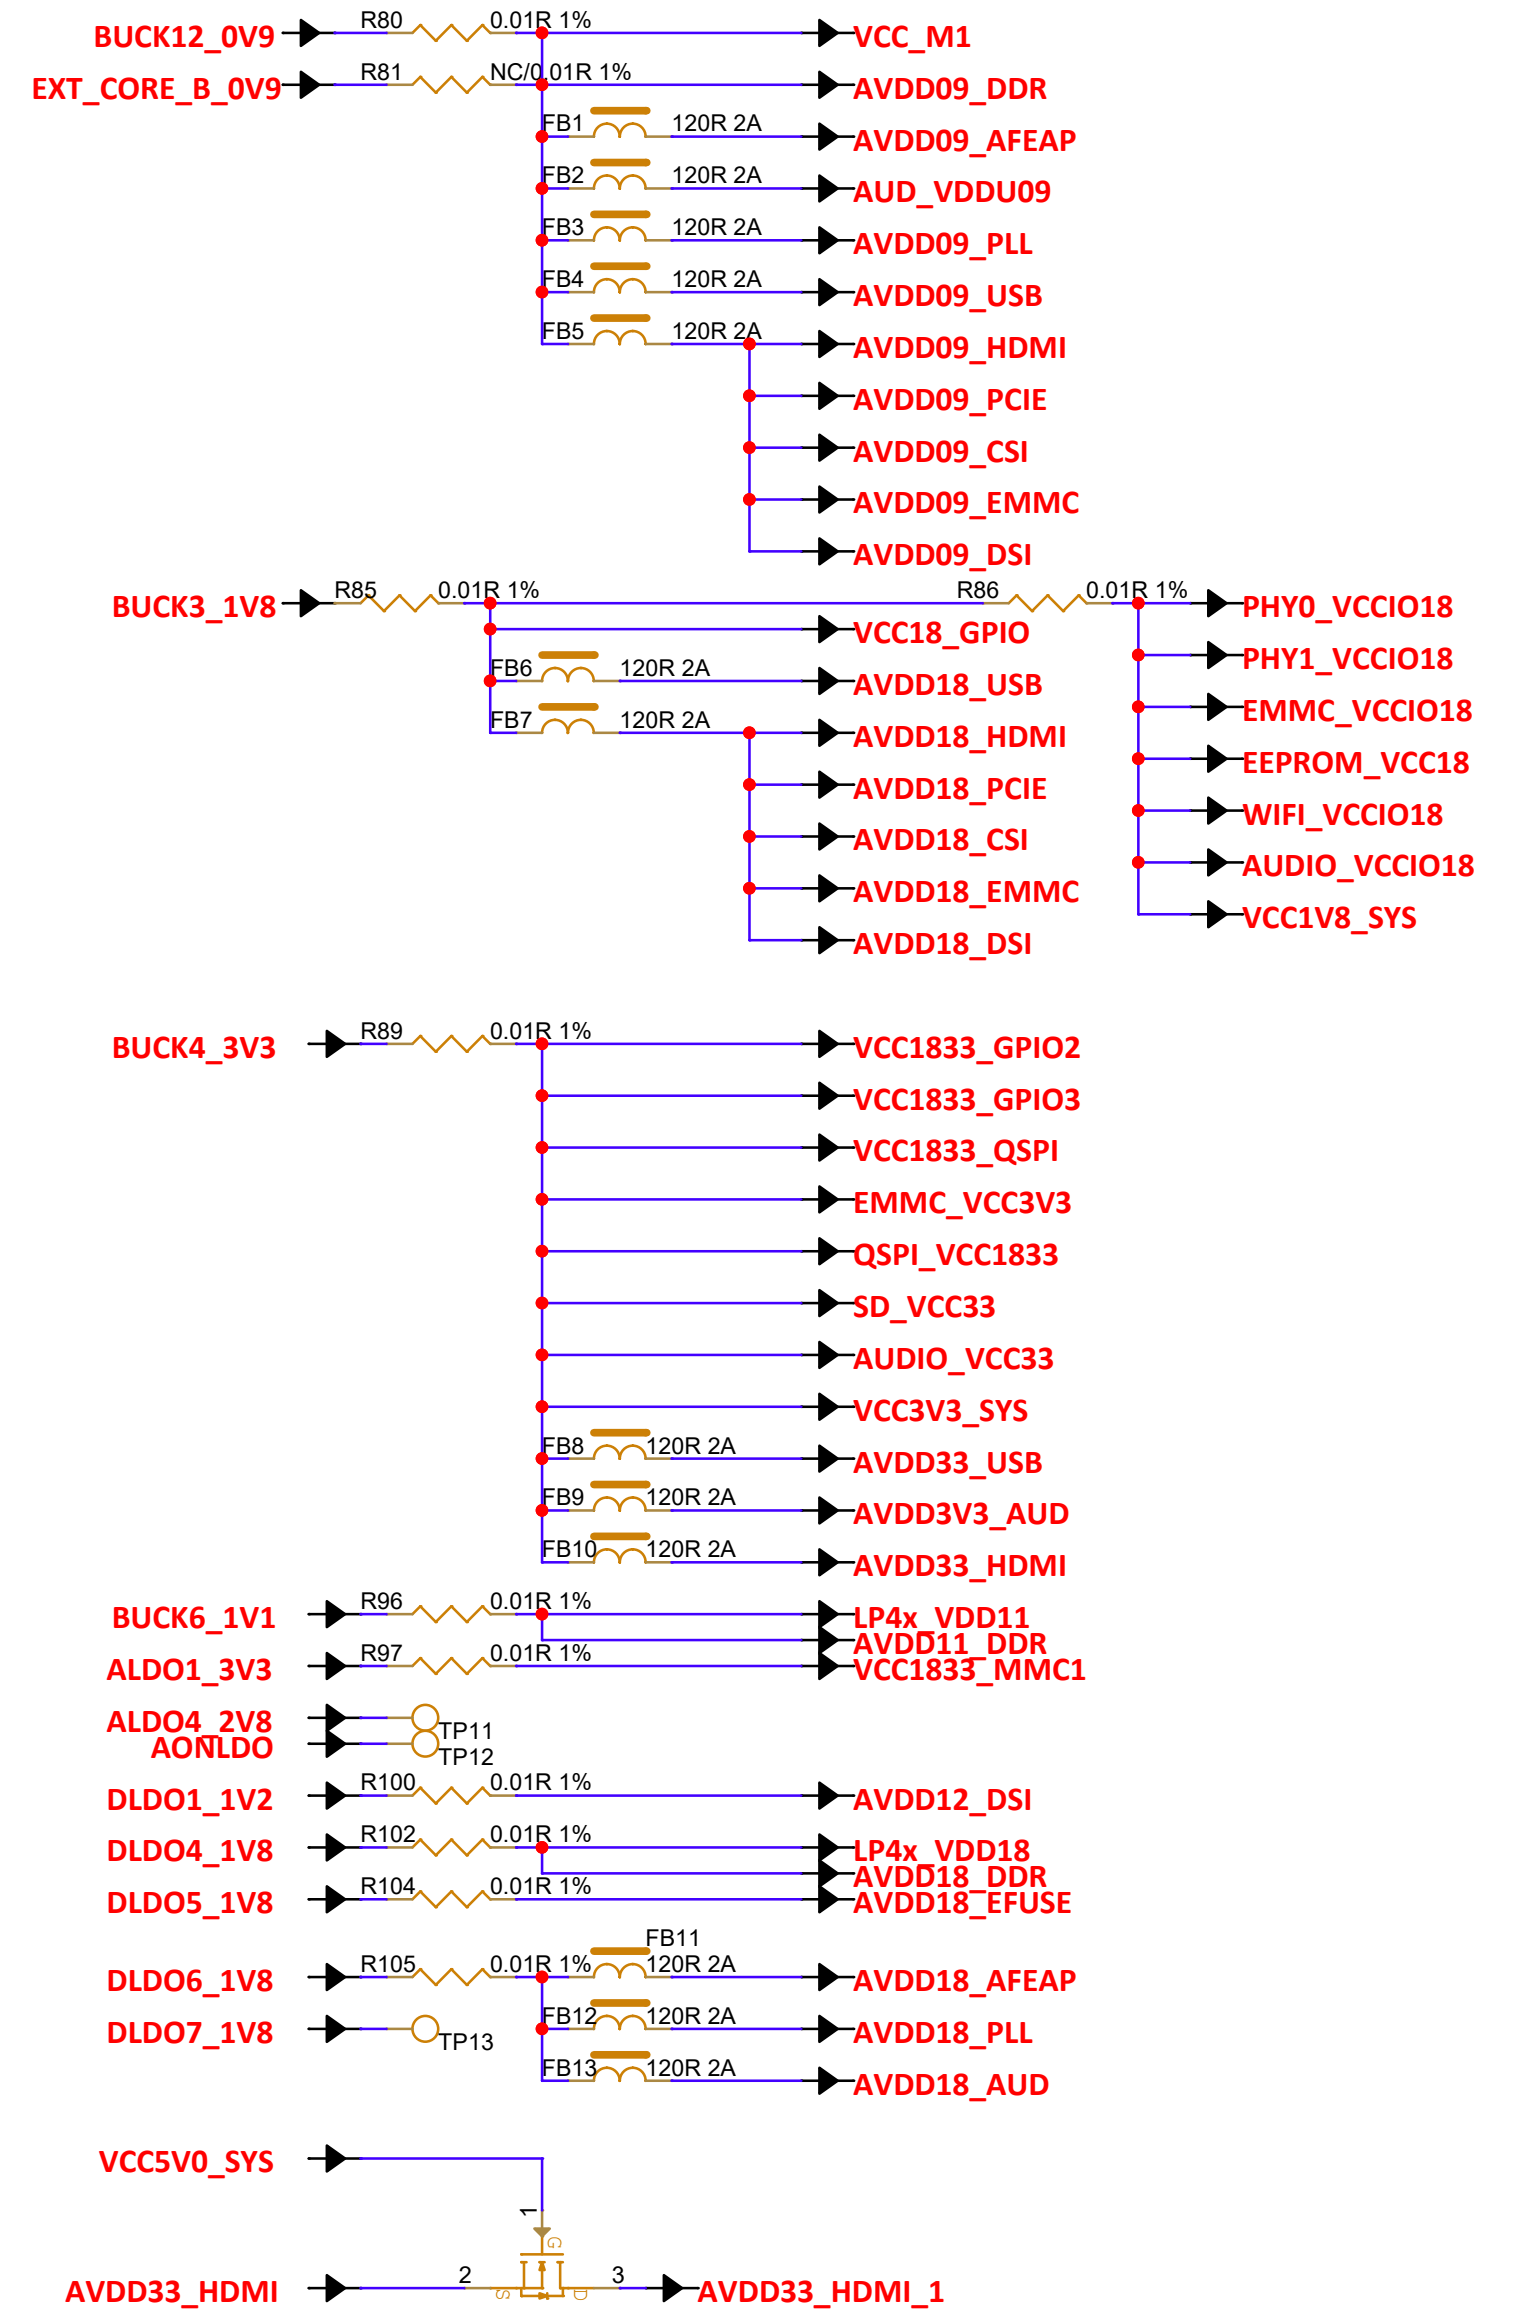 BUCK12_0V9 R80 0.01R 1% VCC_M1
EXT_CORE_B_0V9 R81 NC/0.01R 1% AVDD09_DDR
FB1 120R 2A AVDD09_AFEAP
FB2 120R 2A AUD_VDDU09
FB3 120R 2A AVDD09_PLL
FB4 120R 2A AVDD09_USB
FB5 120R 2A AVDD09_HDMI
AVDD09_PCIE
AVDD09_CSI
AVDD09_EMMC
AVDD09_DSI
BUCK3_1V8 R85 0.01R 1% R86 0.01R 1% PHY0_VCCIO18
VCC18_GPIO
PHY1_VCCIO18
FB6 120R 2A AVDD18_USB
EMMC_VCCIO18
FB7 120R 2A AVDD18_HDMI
EEPROM_VCC18
AVDD18_PCIE
WIFI_VCCIO18
AVDD18_CSI
AUDIO_VCCIO18
AVDD18_EMMC
VCC1V8_SYS
AVDD18_DSI
BUCK4_3V3 R89 0.01R 1% VCC1833_GPIO2
VCC1833_GPIO3
VCC1833_QSPI
EMMC_VCC3V3
QSPI_VCC1833
SD_VCC33
AUDIO_VCC33
VCC3V3_SYS
FB8 120R 2A AVDD33_USB
FB9 120R 2A AVDD3V3_AUD
FB10 120R 2A AVDD33_HDMI
BUCK6_1V1 R96 0.01R 1% LP4x_VDD11
AVDD11_DDR
ALDO1_3V3 R97 0.01R 1% VCC1833_MMC1
ALDO4_2V8 TP11
AONLDO TP12
DLDO1_1V2 R100 0.01R 1% AVDD12_DSI
DLDO4_1V8 R102 0.01R 1% LP4x_VDD18
AVDD18_DDR
DLDO5_1V8 R104 0.01R 1% AVDD18_EFUSE
FB11
DLDO6_1V8 R105 0.01R 1% 120R 2A AVDD18_AFEAP
DLDO7_1V8 TP13 FB12 120R 2A AVDD18_PLL
FB13 120R 2A AVDD18_AUD
VCC5V0_SYS
1
G
AVDD33_HDMI 2 S D 3 AVDD33_HDMI_1